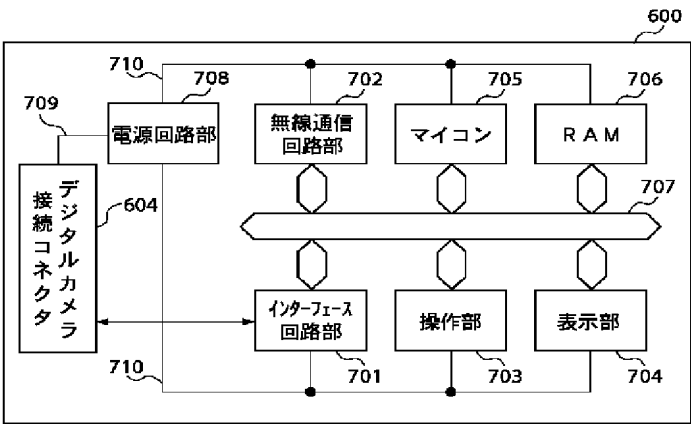 600
710
708
702
705
706
709
電源回路部
無線通信
回路部
マイコン
RAM
604
デジタルカメラ
接続コネクタ
707
インターフェース
回路部
操作部
表示部
710
701
703
704